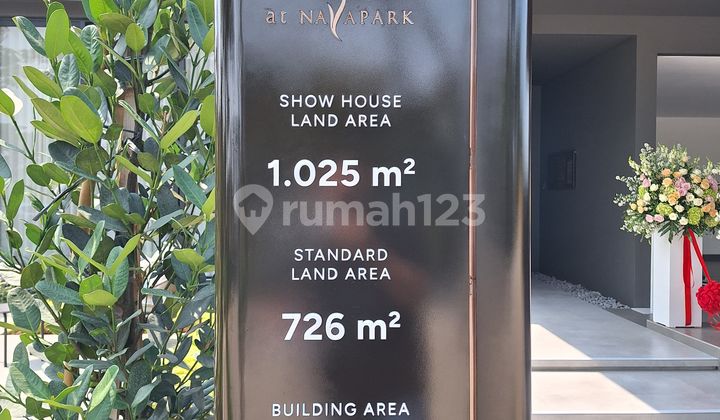 at NAVAPARK
SHOW HOUSE
LAND AREA
1.025 m²
rumah123
STANDARD
LAND AREA
726 m²
BUILDING AREA